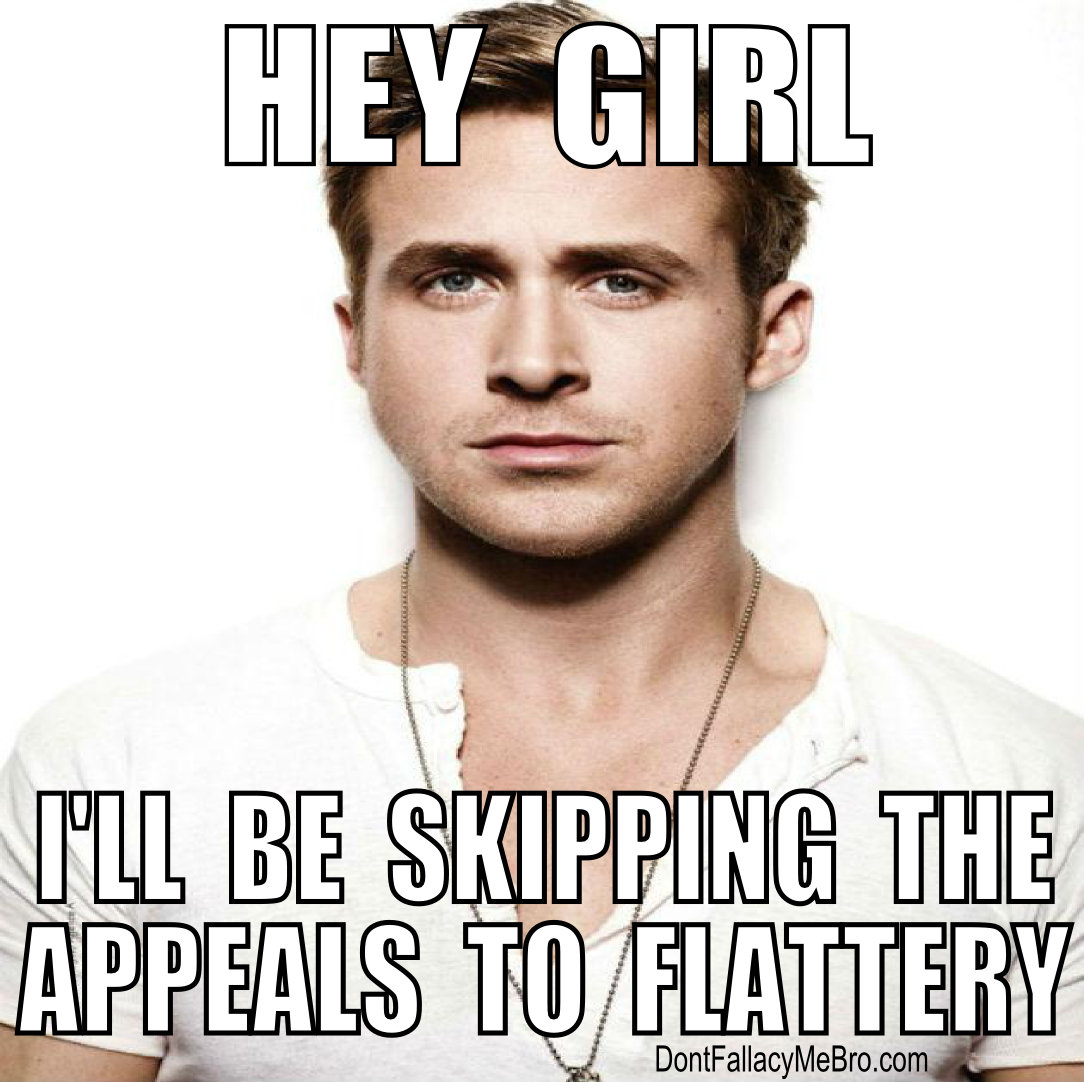 HEY GIRL
I'LL BE SKIPPING THE
APPEALS TO FLATTERY
DontFallacyMeBro.com